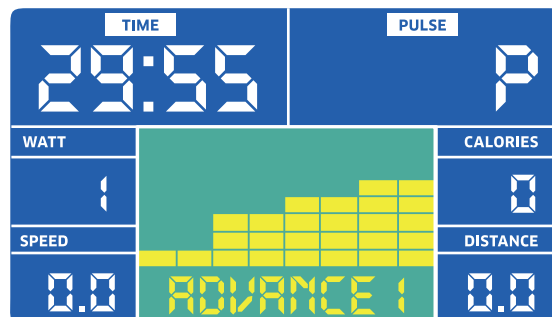 TIME PULSE
29:55 P
WATT CALORIES
1 0
SPEED DISTANCE
0.0 ADVANCE 1 0.0